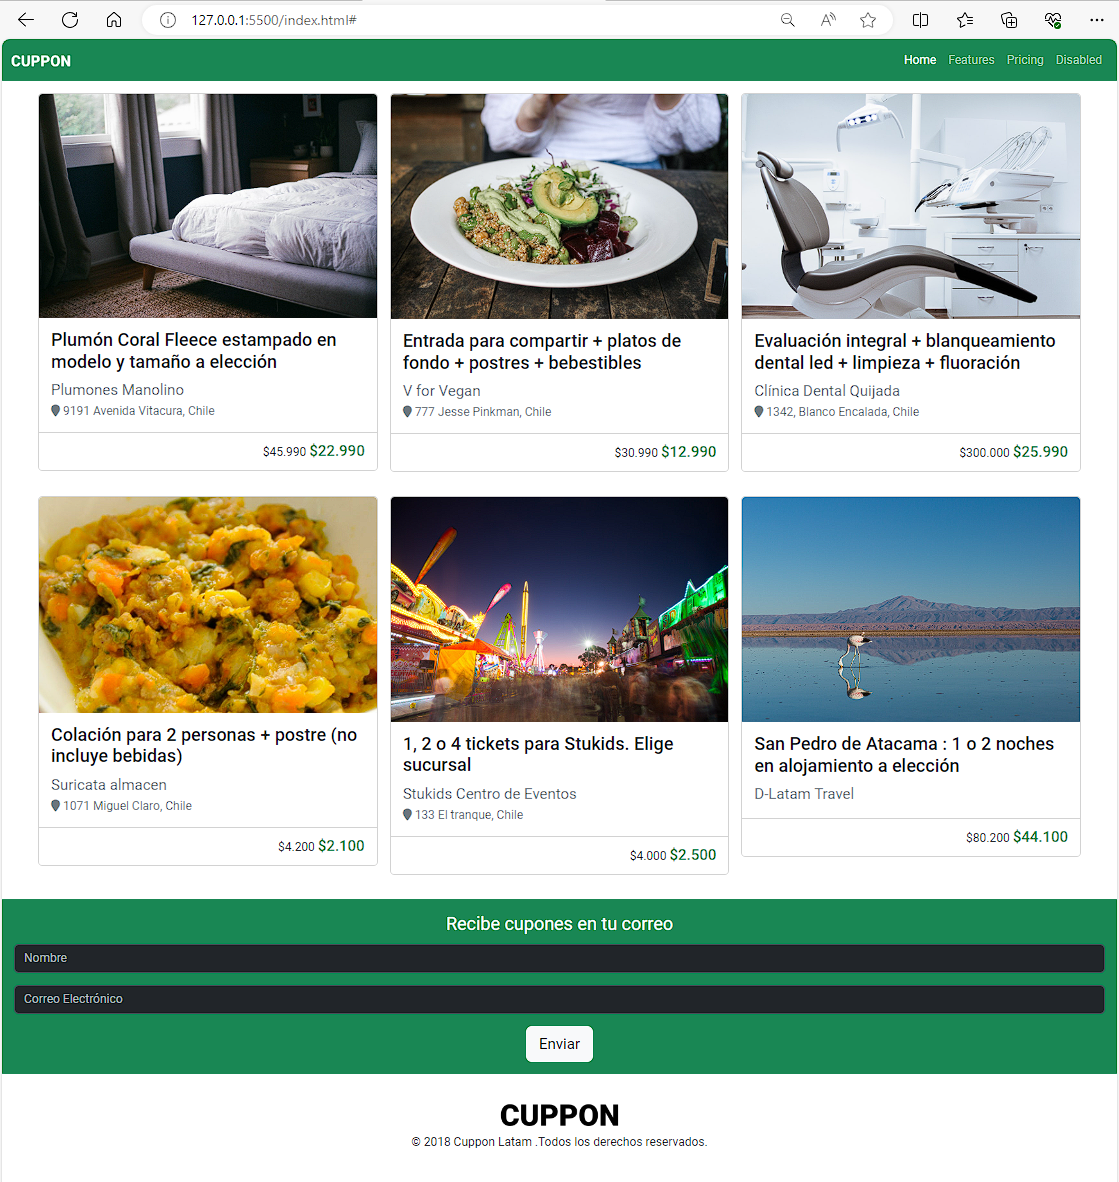 127.0.0.1:5500/index.html#
CUPPON
Home Features Pricing Disabled
Plumón Coral Fleece estampado en
modelo y tamaño a elección
Plumones Manolino
9191 Avenida Vitacura, Chile
$45.990 $22.990
Entrada para compartir + platos de
fondo + postres + bebestibles
V for Vegan
777 Jesse Pinkman, Chile
$30.990 $12.990
Evaluación integral + blanqueamiento
dental led + limpieza + fluoración
Clínica Dental Quijada
1342, Blanco Encalada, Chile
$300.000 $25.990
Colación para 2 personas + postre (no
incluye bebidas)
Suricata almacen
1071 Miguel Claro, Chile
$4.200 $2.100
1, 2 o 4 tickets para Stukids. Elige
sucursal
Stukids Centro de Eventos
133 El tranque, Chile
$4.000 $2.500
San Pedro de Atacama : 1 o 2 noches
en alojamiento a elección
D-Latam Travel
$80.200 $44.100
Recibe cupones en tu correo
Nombre
Correo Electrónico
Enviar
CUPPON
© 2018 Cuppon Latam .Todos los derechos reservados.